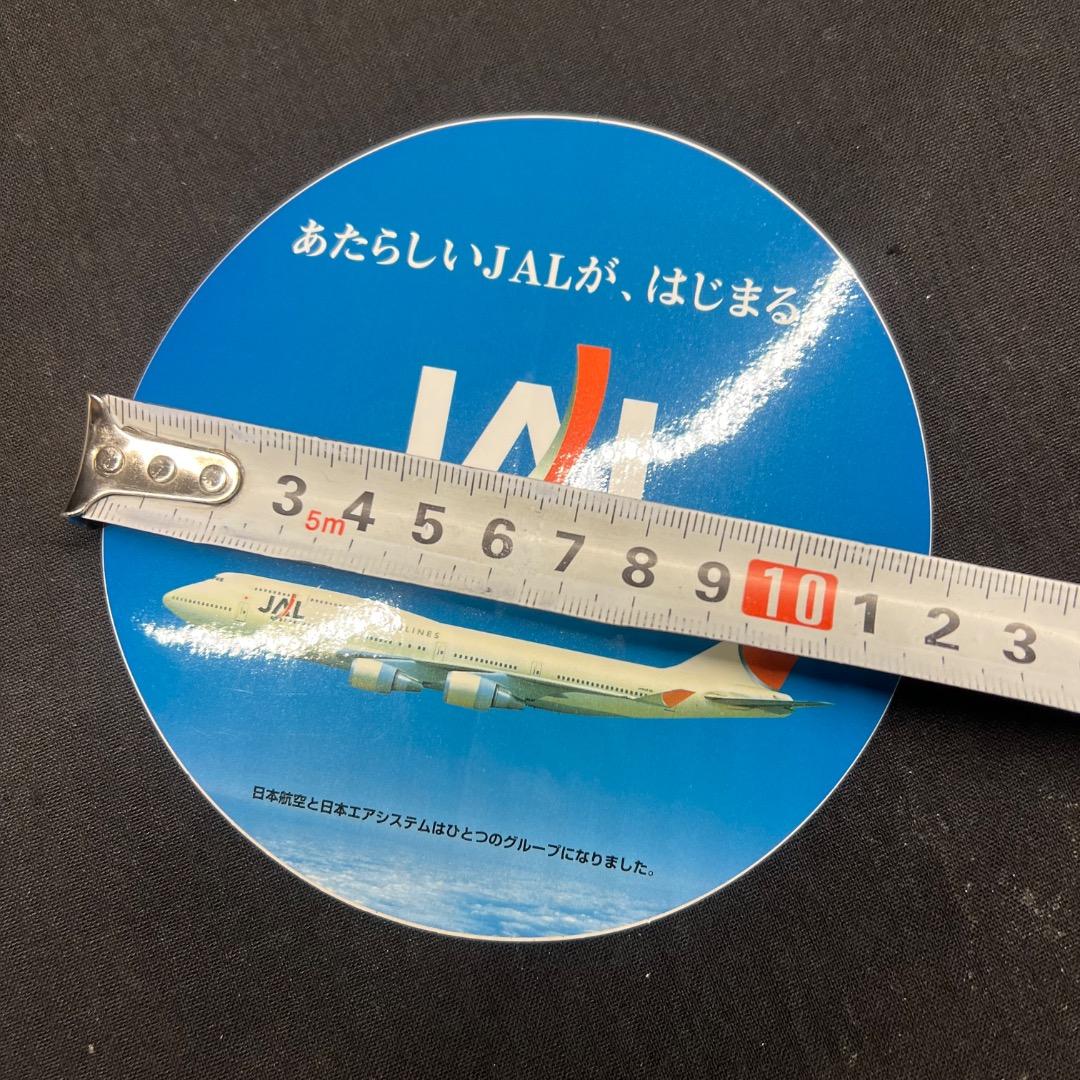 あたらしいJALが、はじまる
JAL
3 4 5 6 7 8 9 10 1 2 3
5m
JAL
日本航空と日本エアシステムはひとつのグループになりました。